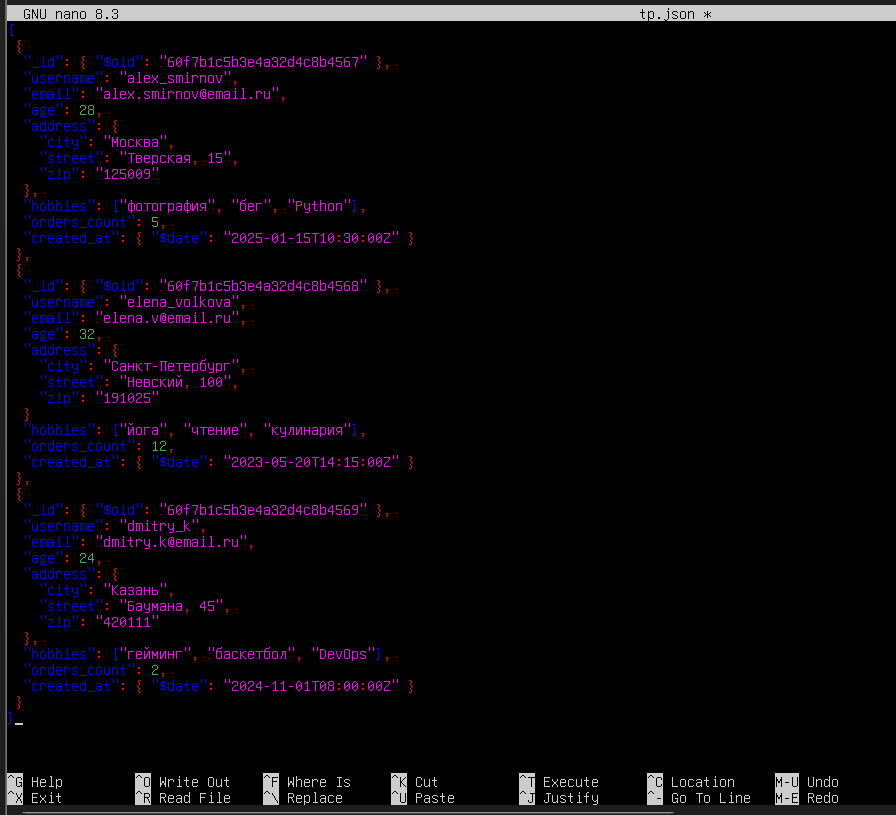 GNU nano 8.3 tp.json *
[
{
"_id": { "$oId": "60f7b1c5b3e4a32d4c8b4567" },
"username": "alex_smirnov",
"email": "alex.smirnov@email.ru",
"age": 28,
"address": {
"city": "Москва",
"street": "Тверская, 15",
"zip": "125009"
},
"hobbies": ["фотография", "бег", "Python"],
"orders_count": 5,
"created_at": { "$date": "2025-01-15T10:30:00Z" }
},
{
"_id": { "$oId": "60f7b1c5b3e4a32d4c8b4568" },
"username": "elena_volkova",
"email": "elena.v@email.ru",
"age": 32,
"address": {
"city": "Санкт-Петербург",
"street": "Невский, 100",
"zip": "191025"
}
"hobbies": ["йога", "чтение", "кулинария"],
"orders_count": 12,
"created_at": { "$date": "2023-05-20T14:15:00Z" }
},
{
"_id": { "$oId": "60f7b1c5b3e4a32d4c8b4569" },
"username": "dmitry_k",
"email": "dmitry.k@email.ru",
"age": 24,
"address": {
"city": "Казань",
"street": "Баумана, 45",
"zip": "420111"
},
"hobbies": ["гейминг", "баскетбол", "DevOps"],
"orders_count": 2,
"created_at": { "$date": "2024-11-01T08:00:00Z" }
}
]
^G Help ^O Write Out ^F Where Is ^K Cut ^T Execute ^C Location M-U Undo
^X Exit ^R Read File ^\ Replace ^U Paste ^J Justify ^- Go To Line M-E Redo